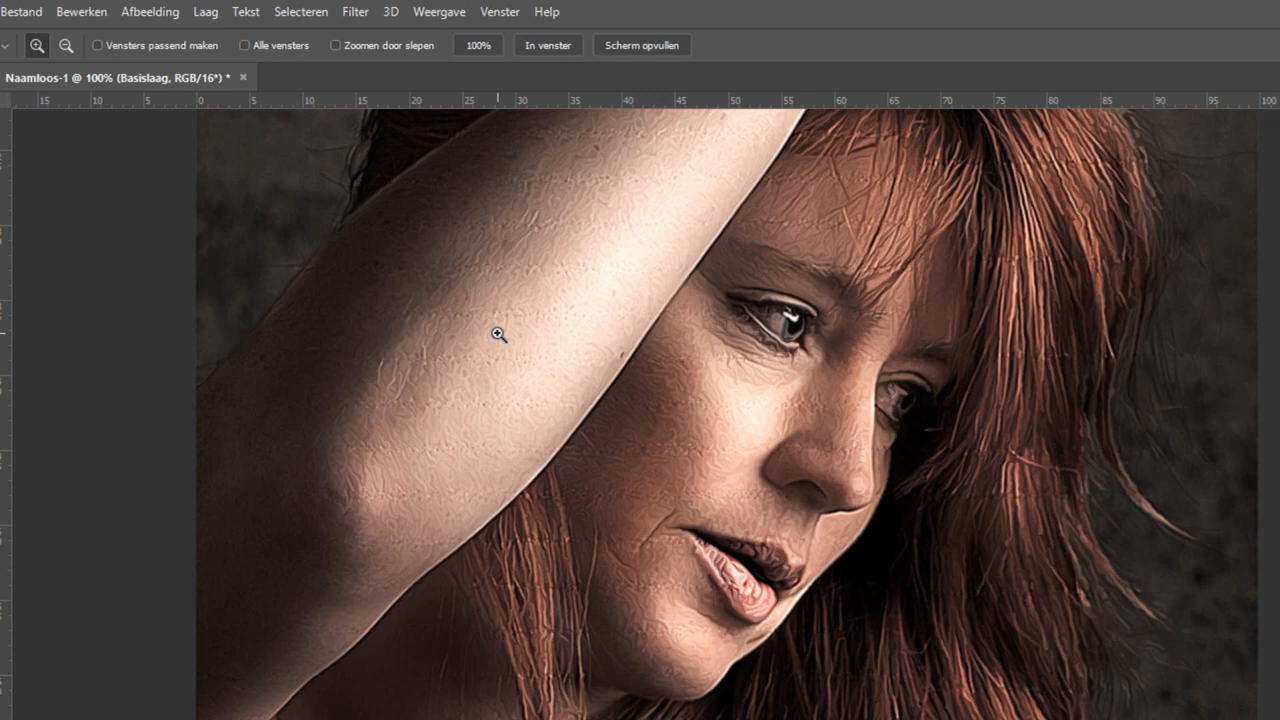 Bestand Bewerken Afbeelding Laag Tekst Selecteren Filter 3D Weergave Venster Help
Vensters passend maken Alle vensters Zoomen door slepen 100% In venster Scherm opvullen
Naamloos-1 @ 100% (Basislaag, RGB/16*) * ×
15 10 5 0 5 10 15 20 25 30 35 40 45 50 55 60 65 70 75 80 85 90 95 100